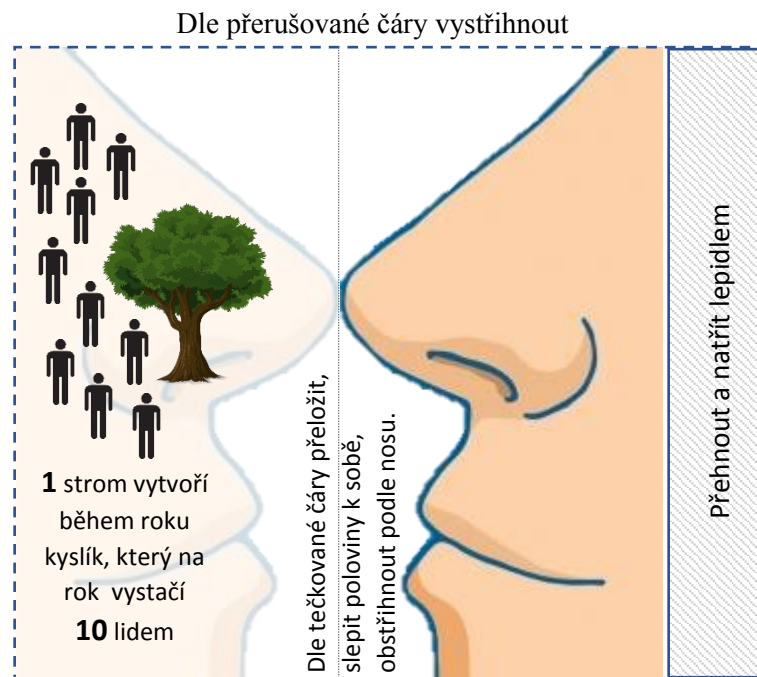 Dle přerušované čáry vystřihnout
1 strom vytvoří
během roku
kyslík, který na
rok vystačí
10 lidem
Dle tečkované čáry přeložit,
slepit poloviny k sobě,
obstřihnout podle nosu.
Přehnout a natřít lepidlem